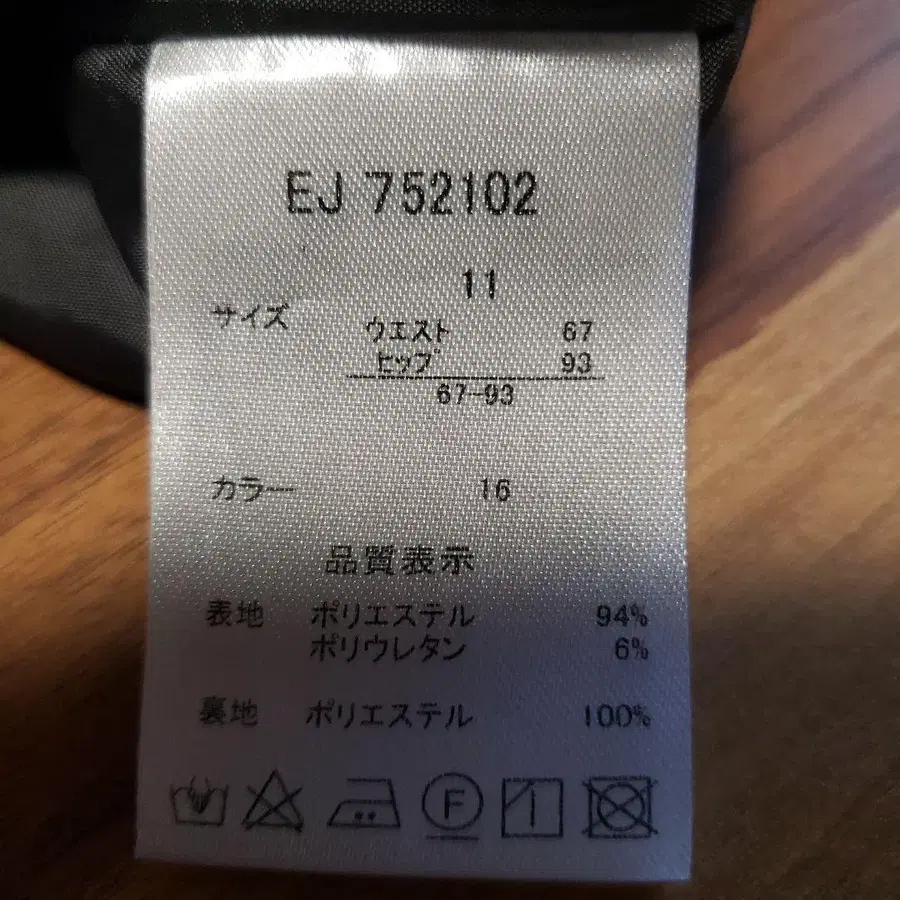 EJ 752102
11
サイズ
ウエスト 67
ヒップ 93
67-93
カラー 16
品質表示
表地 ポリエステル 94%
ポリウレタン 6%
裏地 ポリエステル 100%
F